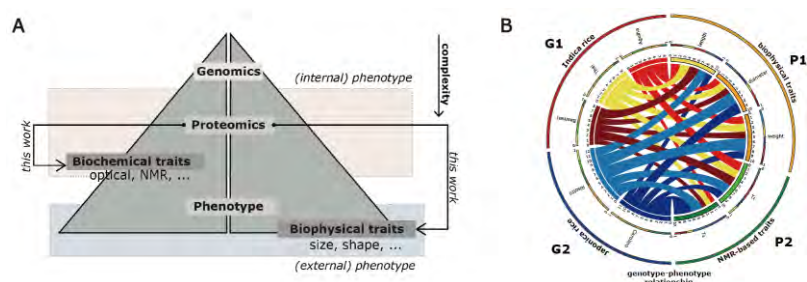 A
Genomics
(internal) phenotype
complexity
Proteomics
this work
Biochemical traits
optical, NMR, ...
this work
Phenotype
Biophysical traits
size, shape, ...
(external) phenotype
B
G1
Indica rice
biophysical traits
P1
diameter
weight
G2
Japonica rice
NMR-based traits
P2
genotype-phenotype
relationship